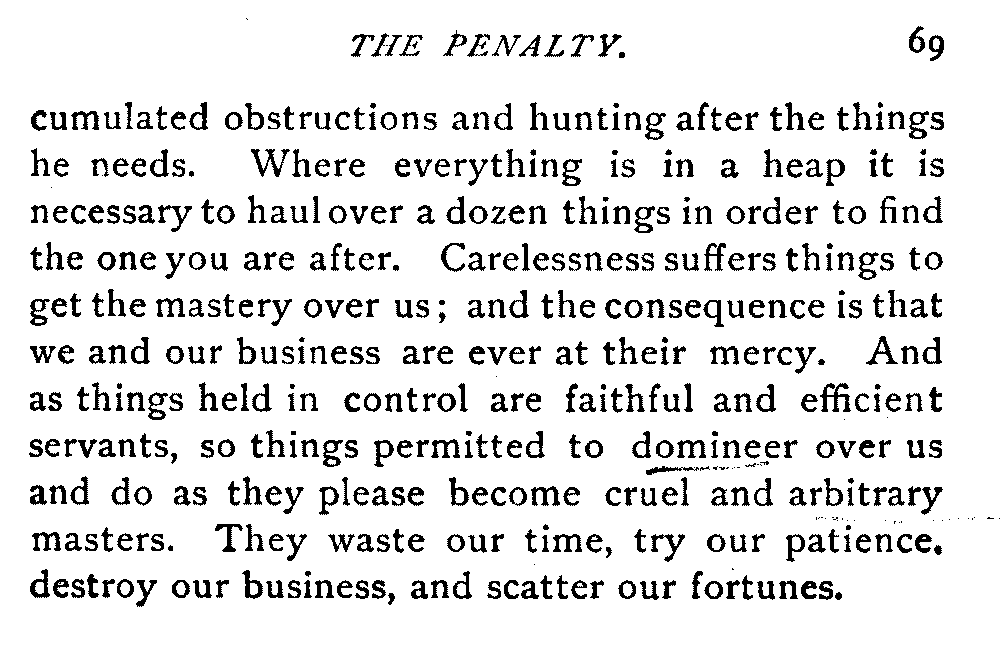 THE PENALTY. 69
cumulated obstructions and hunting after the things
he needs. Where everything is in a heap it is
necessary to haul over a dozen things in order to find
the one you are after. Carelessness suffers things to
get the mastery over us; and the consequence is that
we and our business are ever at their mercy. And
as things held in control are faithful and efficient
servants, so things permitted to domineer over us
and do as they please become cruel and arbitrary
masters. They waste our time, try our patience.
destroy our business, and scatter our fortunes.